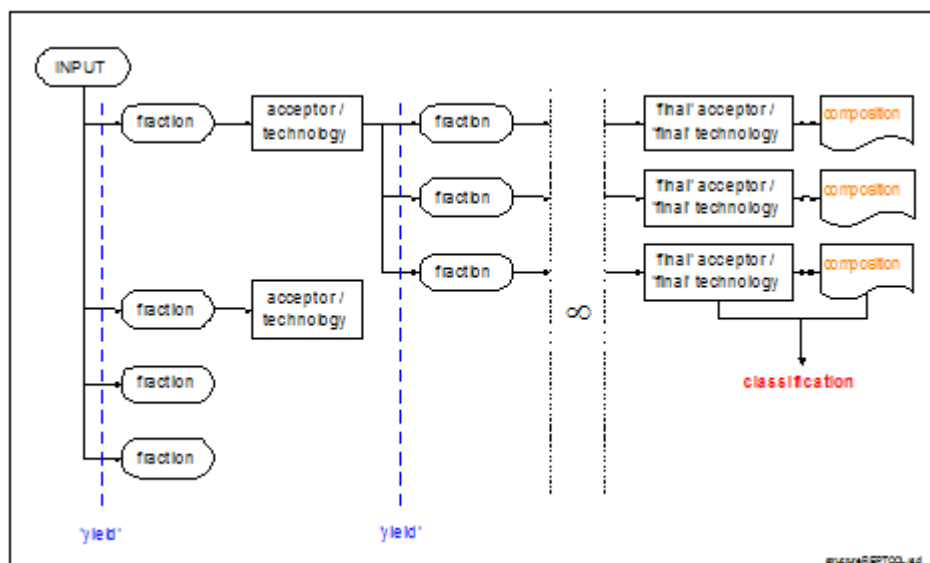 INPUT
fraction
acceptor /
technology
fraction
'final' acceptor /
'final' technology
composition
fraction
'final' acceptor /
'final' technology
composition
fraction
'final' acceptor /
'final' technology
composition
fraction
acceptor /
technology
∞
fraction
classification
fraction
'yield'
'yield'